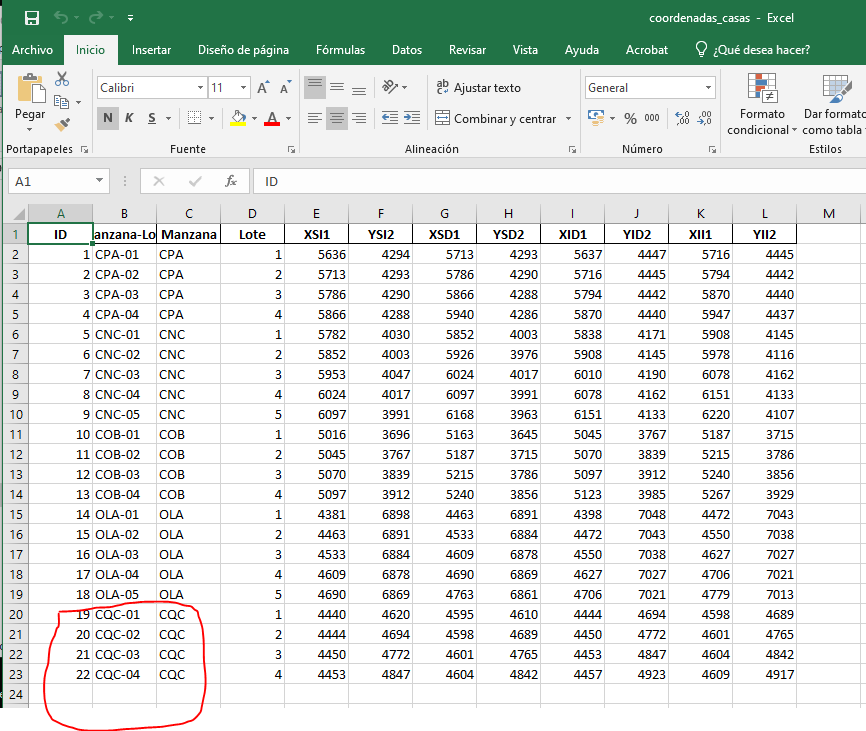 coordenadas_casas - Excel
Archivo Inicio Insertar Diseño de página Fórmulas Datos Revisar Vista Ayuda Acrobat ¿Qué desea hacer?
Pegar
Calibri 11
N K S
Ajustar texto
Combinar y centrar
General
% 000
Formato condicional
Dar formato como tabla
Portapapeles Fuente Alineación Número Estilos
A1 fx ID
A B C D E F G H I J K L M
1 ID anzana-Lo Manzana Lote XSI1 YSI2 XSD1 YSD2 XID1 YID2 XII1 YII2
2 1 CPA-01 CPA 1 5636 4294 5713 4293 5637 4447 5716 4445
3 2 CPA-02 CPA 2 5713 4293 5786 4290 5716 4445 5794 4442
4 3 CPA-03 CPA 3 5786 4290 5866 4288 5794 4442 5870 4440
5 4 CPA-04 CPA 4 5866 4288 5940 4286 5870 4440 5947 4437
6 5 CNC-01 CNC 1 5782 4030 5852 4003 5838 4171 5908 4145
7 6 CNC-02 CNC 2 5852 4003 5926 3976 5908 4145 5978 4116
8 7 CNC-03 CNC 3 5953 4047 6024 4017 6010 4190 6078 4162
9 8 CNC-04 CNC 4 6024 4017 6097 3991 6078 4162 6151 4133
10 9 CNC-05 CNC 5 6097 3991 6168 3963 6151 4133 6220 4107
11 10 COB-01 COB 1 5016 3696 5163 3645 5045 3767 5187 3715
12 11 COB-02 COB 2 5045 3767 5187 3715 5070 3839 5215 3786
13 12 COB-03 COB 3 5070 3839 5215 3786 5097 3912 5240 3856
14 13 COB-04 COB 4 5097 3912 5240 3856 5123 3985 5267 3929
15 14 OLA-01 OLA 1 4381 6898 4463 6891 4398 7048 4472 7043
16 15 OLA-02 OLA 2 4463 6891 4533 6884 4472 7043 4550 7038
17 16 OLA-03 OLA 3 4533 6884 4609 6878 4550 7038 4627 7027
18 17 OLA-04 OLA 4 4609 6878 4690 6869 4627 7027 4706 7021
19 18 OLA-05 OLA 5 4690 6869 4763 6861 4706 7021 4779 7013
20 19 CQC-01 CQC 1 4440 4620 4595 4610 4444 4694 4598 4689
21 20 CQC-02 CQC 2 4444 4694 4598 4689 4450 4772 4601 4765
22 21 CQC-03 CQC 3 4450 4772 4601 4765 4453 4847 4604 4842
23 22 CQC-04 CQC 4 4453 4847 4604 4842 4457 4923 4609 4917
24